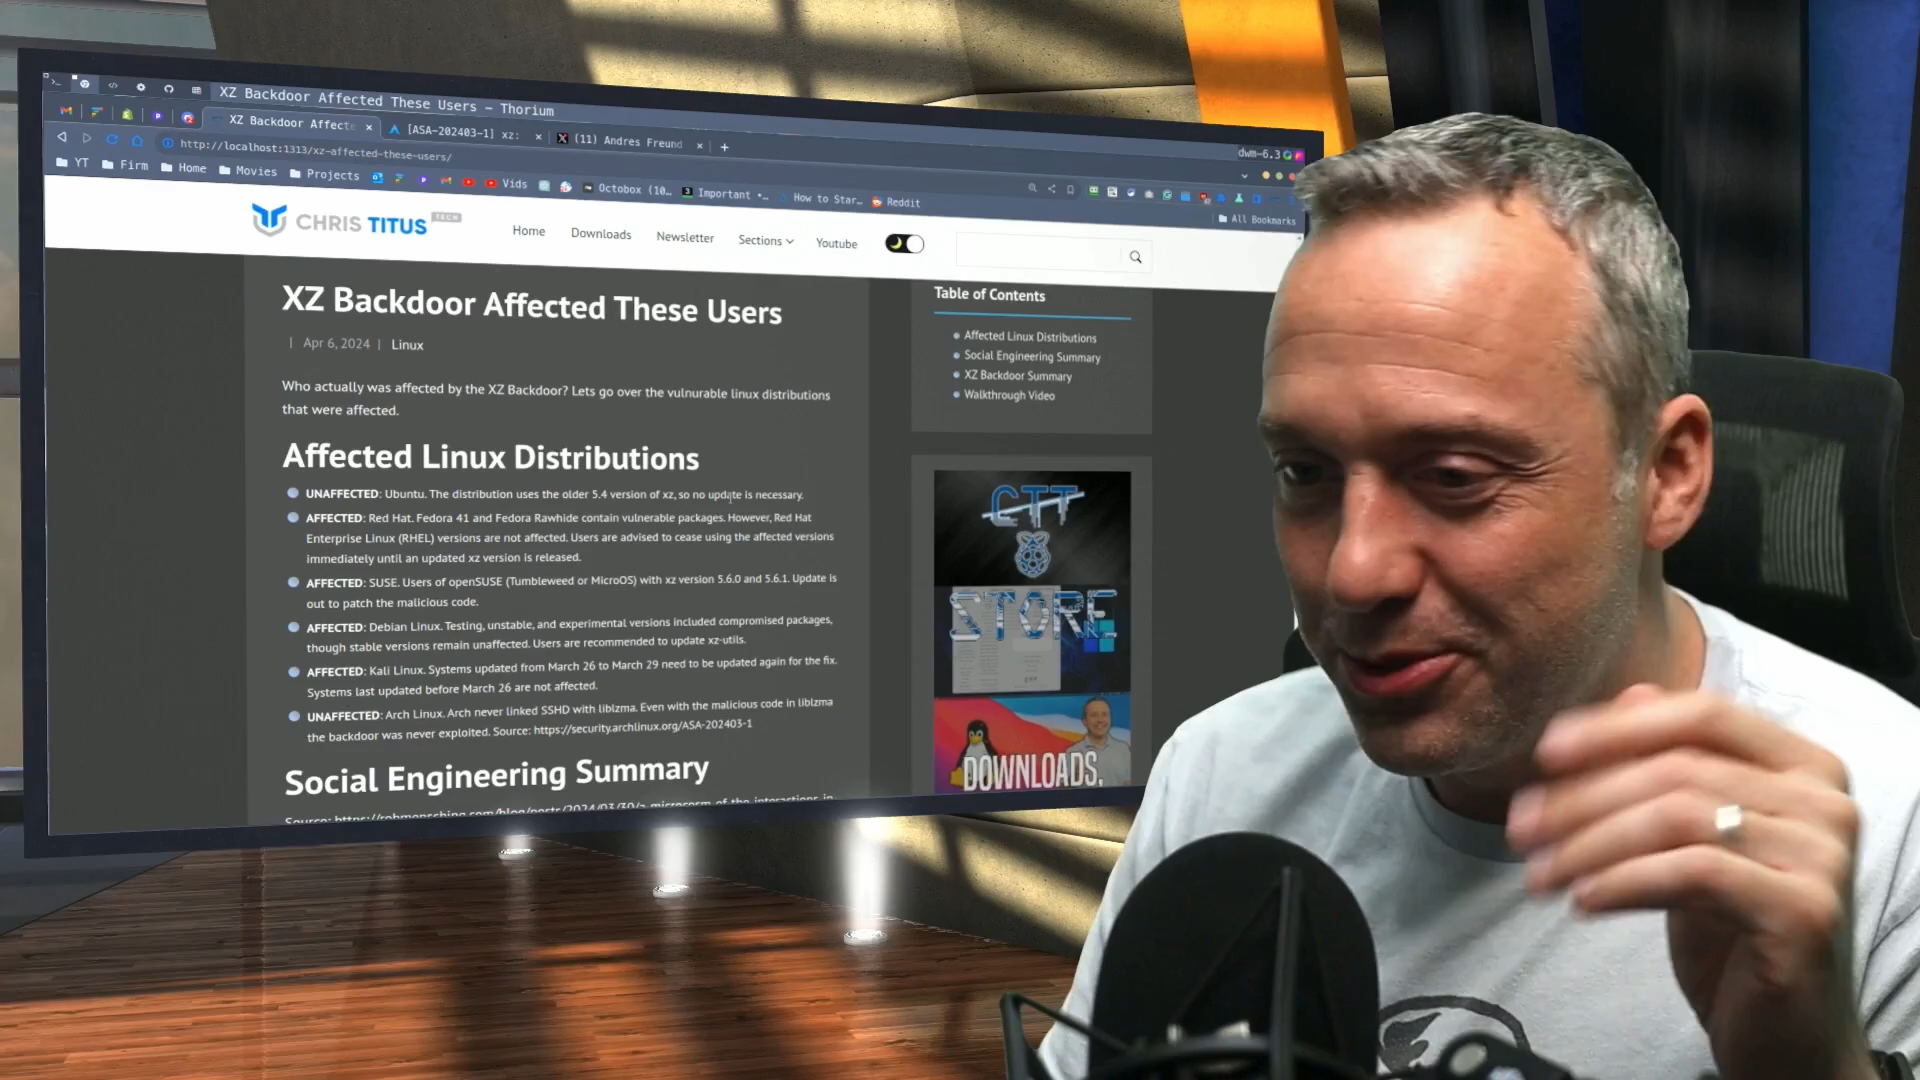 XZ Backdoor Affected These Users — Thorium
XZ Backdoor Affecte
[ASA-202403-1] xz:
(11) Andres Freund
dwm-6.3
http://localhost:1313/xz-affected-these-users/
YT
Firm
Home
Movies
Projects
Vids
Octobox (10…
Important •…
How to Star…
Reddit
All Bookmarks
CHRIS TITUS TECH
Home
Downloads
Newsletter
Sections
Youtube
XZ Backdoor Affected These Users
| Apr 6, 2024 | Linux
Who actually was affected by the XZ Backdoor? Lets go over the vulnurable linux distributions
that were affected.
Affected Linux Distributions
UNAFFECTED: Ubuntu. The distribution uses the older 5.4 version of xz, so no update is necessary.
AFFECTED: Red Hat. Fedora 41 and Fedora Rawhide contain vulnerable packages. However, Red Hat
Enterprise Linux (RHEL) versions are not affected. Users are advised to cease using the affected versions
immediately until an updated xz version is released.
AFFECTED: SUSE. Users of openSUSE (Tumbleweed or MicroOS) with xz version 5.6.0 and 5.6.1. Update is
out to patch the malicious code.
AFFECTED: Debian Linux. Testing, unstable, and experimental versions included compromised packages,
though stable versions remain unaffected. Users are recommended to update xz-utils.
AFFECTED: Kali Linux. Systems updated from March 26 to March 29 need to be updated again for the fix.
Systems last updated before March 26 are not affected.
UNAFFECTED: Arch Linux. Arch never linked SSHD with liblzma. Even with the malicious code in liblzma
the backdoor was never exploited. Source: https://security.archlinux.org/ASA-202403-1
Social Engineering Summary
Table of Contents
Affected Linux Distributions
Social Engineering Summary
XZ Backdoor Summary
Walkthrough Video
CTT
STORE
DOWNLOADS.